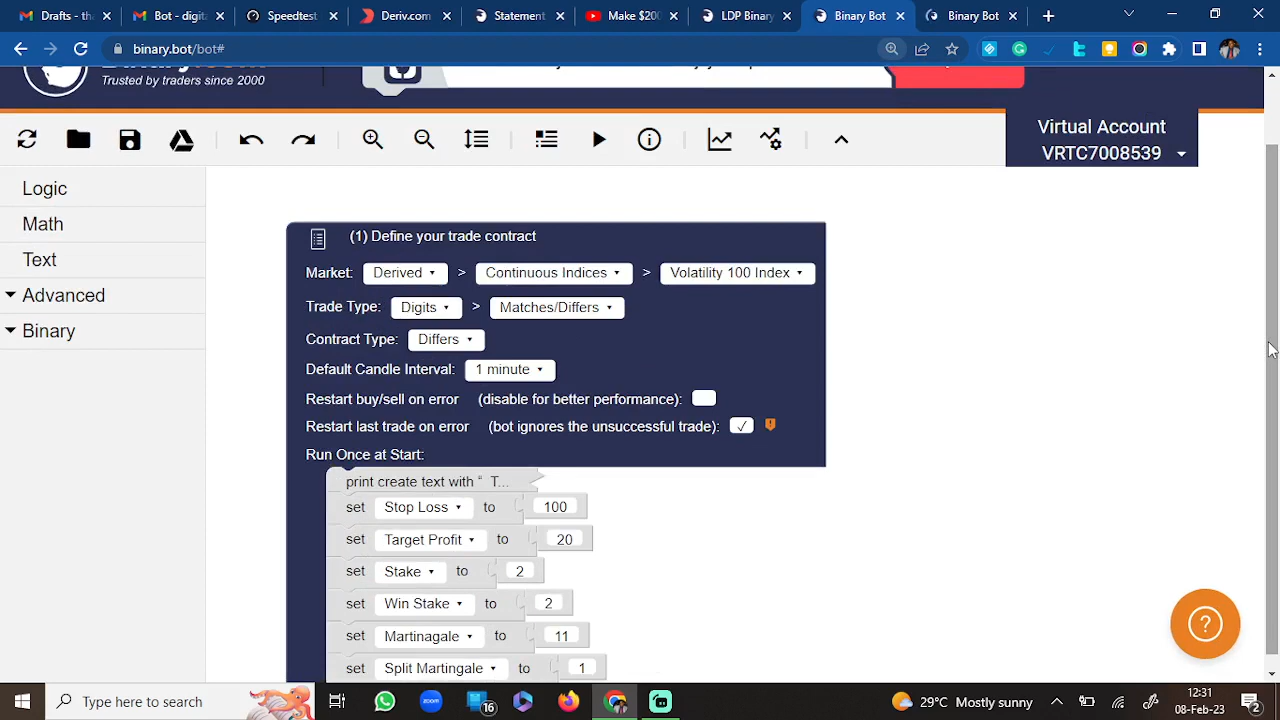 Drafts - tha
Bot - digita
Speedtest
Deriv.com
Statement
Make $200
LDP Binary
Binary Bot
Binary Bot
binary.bot/bot#
Trusted by traders since 2000
Virtual Account
VRTC7008539
Logic
Math
Text
Advanced
Binary
(1) Define your trade contract
Market: Derived > Continuous Indices > Volatility 100 Index
Trade Type: Digits > Matches/Differs
Contract Type: Differs
Default Candle Interval: 1 minute
Restart buy/sell on error (disable for better performance):
Restart last trade on error (bot ignores the unsuccessful trade): ✓
Run Once at Start:
print create text with “ T...
set Stop Loss to 100
set Target Profit to 20
set Stake to 2
set Win Stake to 2
set Martinagale to 11
set Split Martingale to 1
Type here to search
zoom
16
29°C Mostly sunny
12:31
08-Feb-23
2